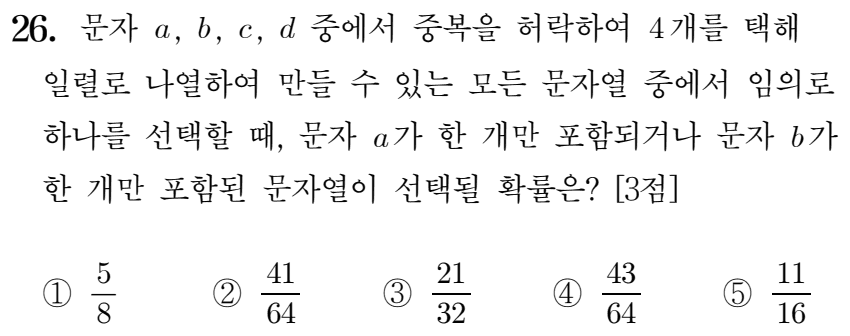 26. 문자 a, b, c, d 중에서 중복을 허락하여 4개를 택해
일렬로 나열하여 만들 수 있는 모든 문자열 중에서 임의로
하나를 선택할 때, 문자 a가 한 개만 포함되거나 문자 b가
한 개만 포함된 문자열이 선택될 확률은? [3점]
① 5/8 ② 41/64 ③ 21/32 ④ 43/64 ⑤ 11/16